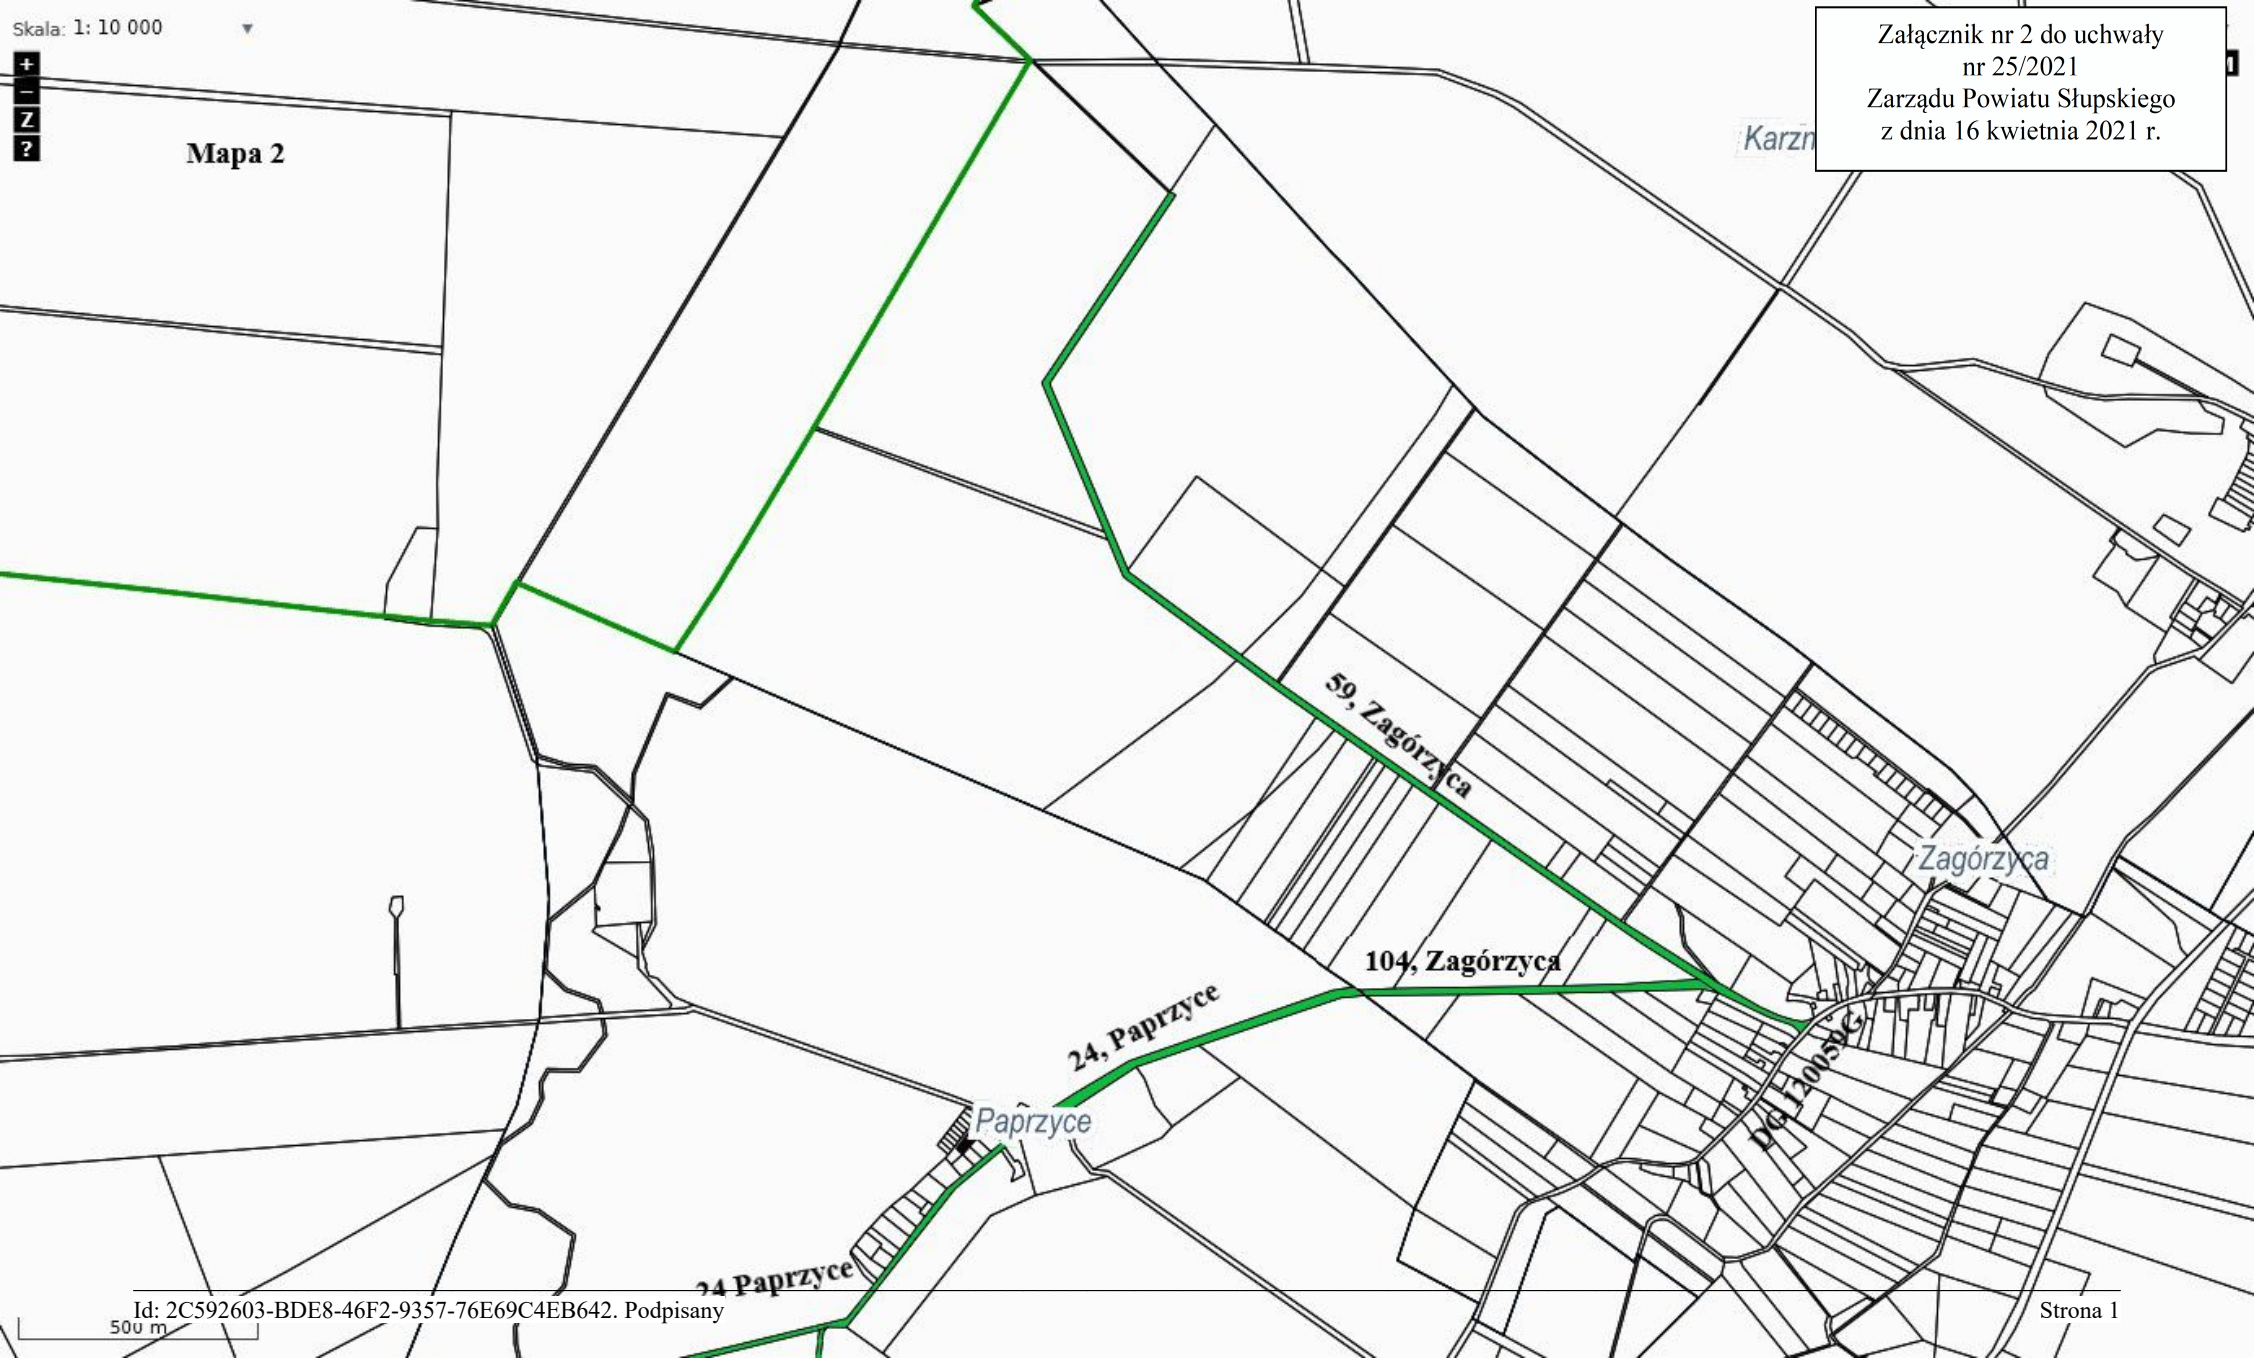 Skala: 1: 10 000
+
−
Z
?
Mapa 2
Załącznik nr 2 do uchwały
nr 25/2021
Zarządu Powiatu Słupskiego
z dnia 16 kwietnia 2021 r.
Karzn
59, Zagórzyca
Zagórzyca
104, Zagórzyca
24, Paprzyce
DG 120059G
Paprzyce
24 Paprzyce
Id: 2C592603-BDE8-46F2-9357-76E69C4EB642. Podpisany
Strona 1
500 m